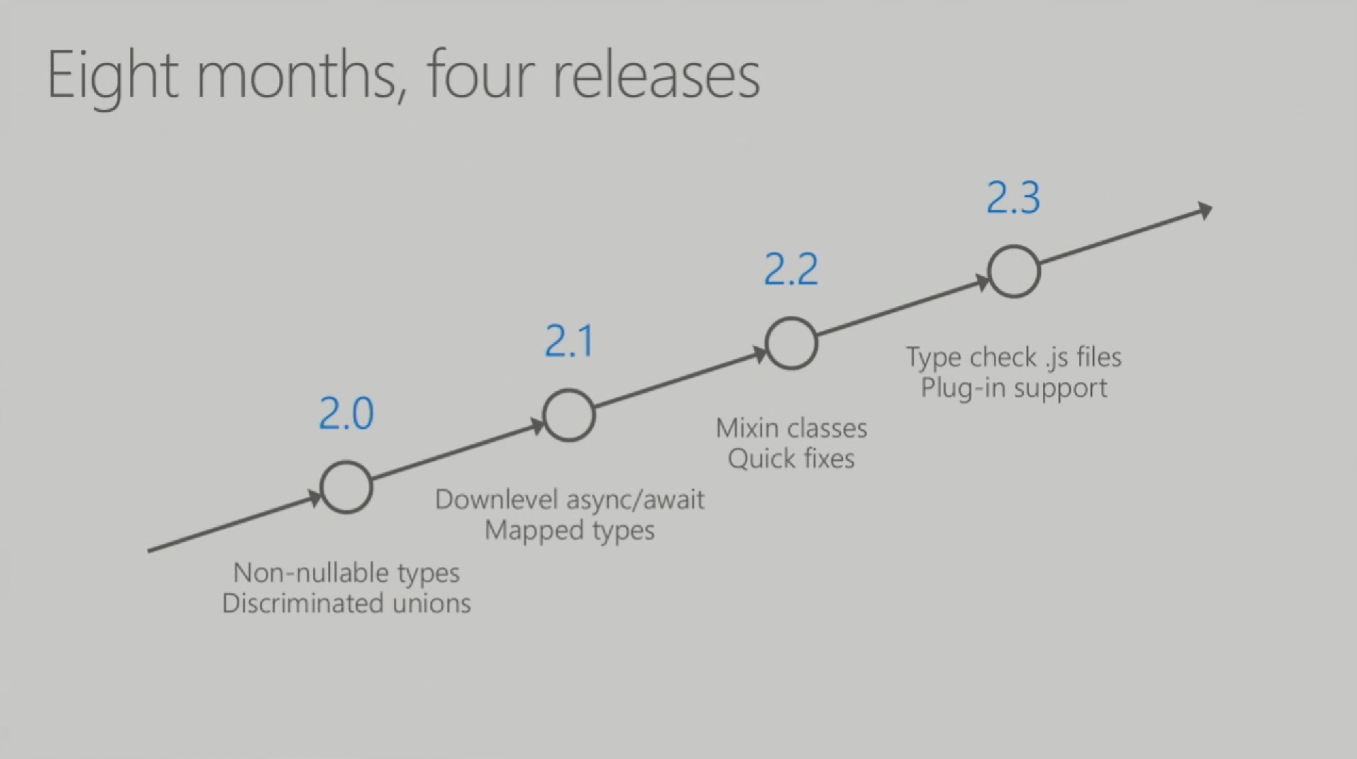 Eight months, four releases
2.0
Non-nullable types
Discriminated unions
2.1
Downlevel async/await
Mapped types
2.2
Mixin classes
Quick fixes
2.3
Type check .js files
Plug-in support